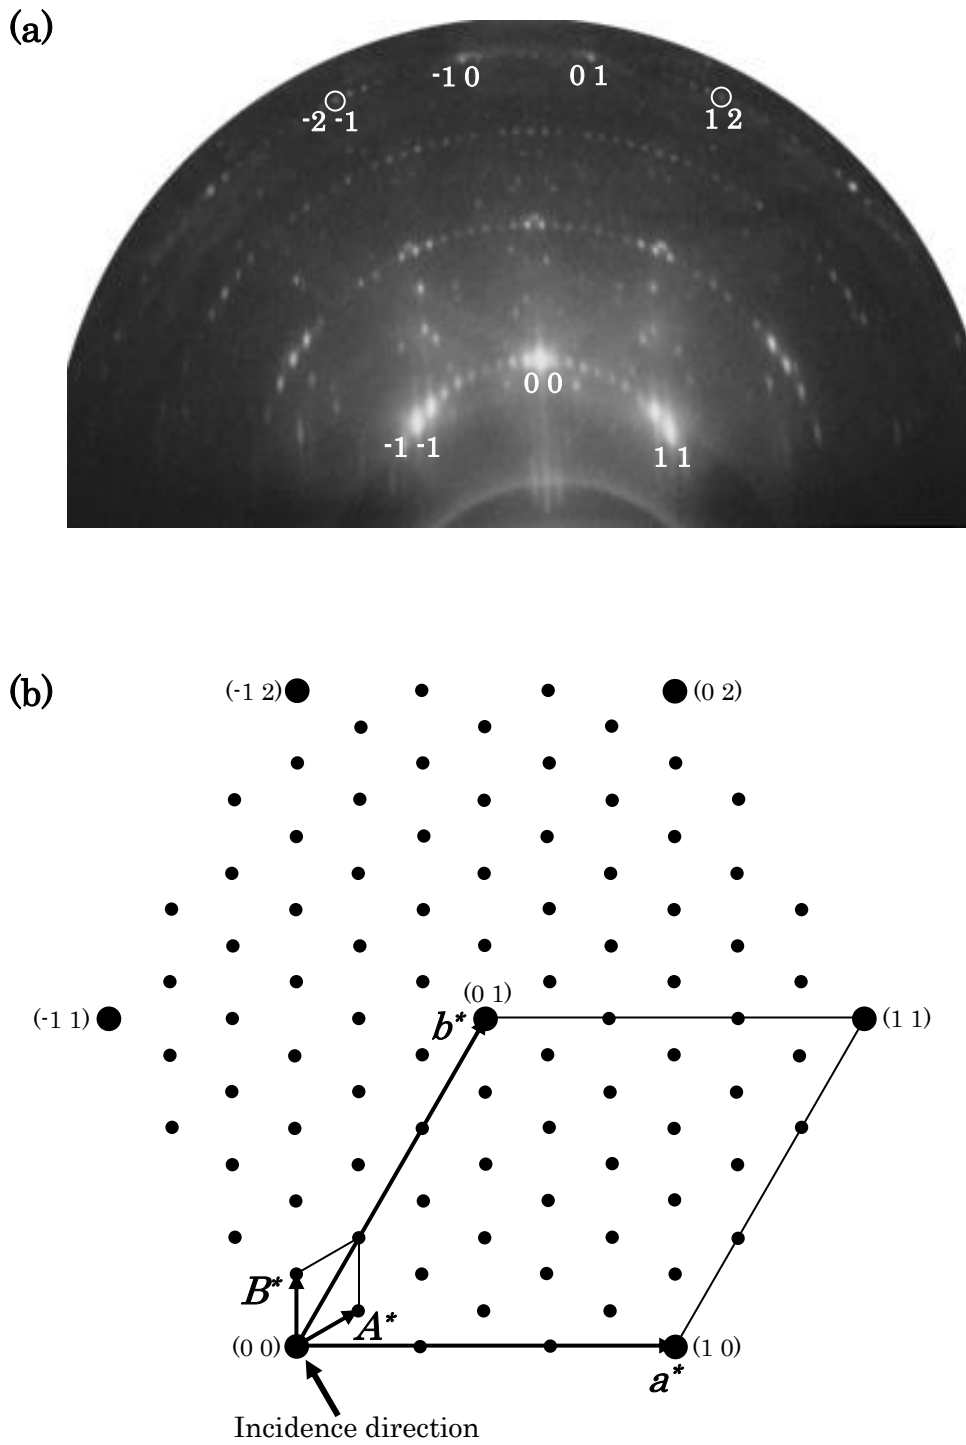 (a)
-1 0 0 1
-2 -1 1 2
0 0
-1 -1 1 1
(b)
(-1 2) (0 2)
(0 1)
(-1 1) b* (1 1)
B*
A*
(0 0) (1 0)
a*
Incidence direction